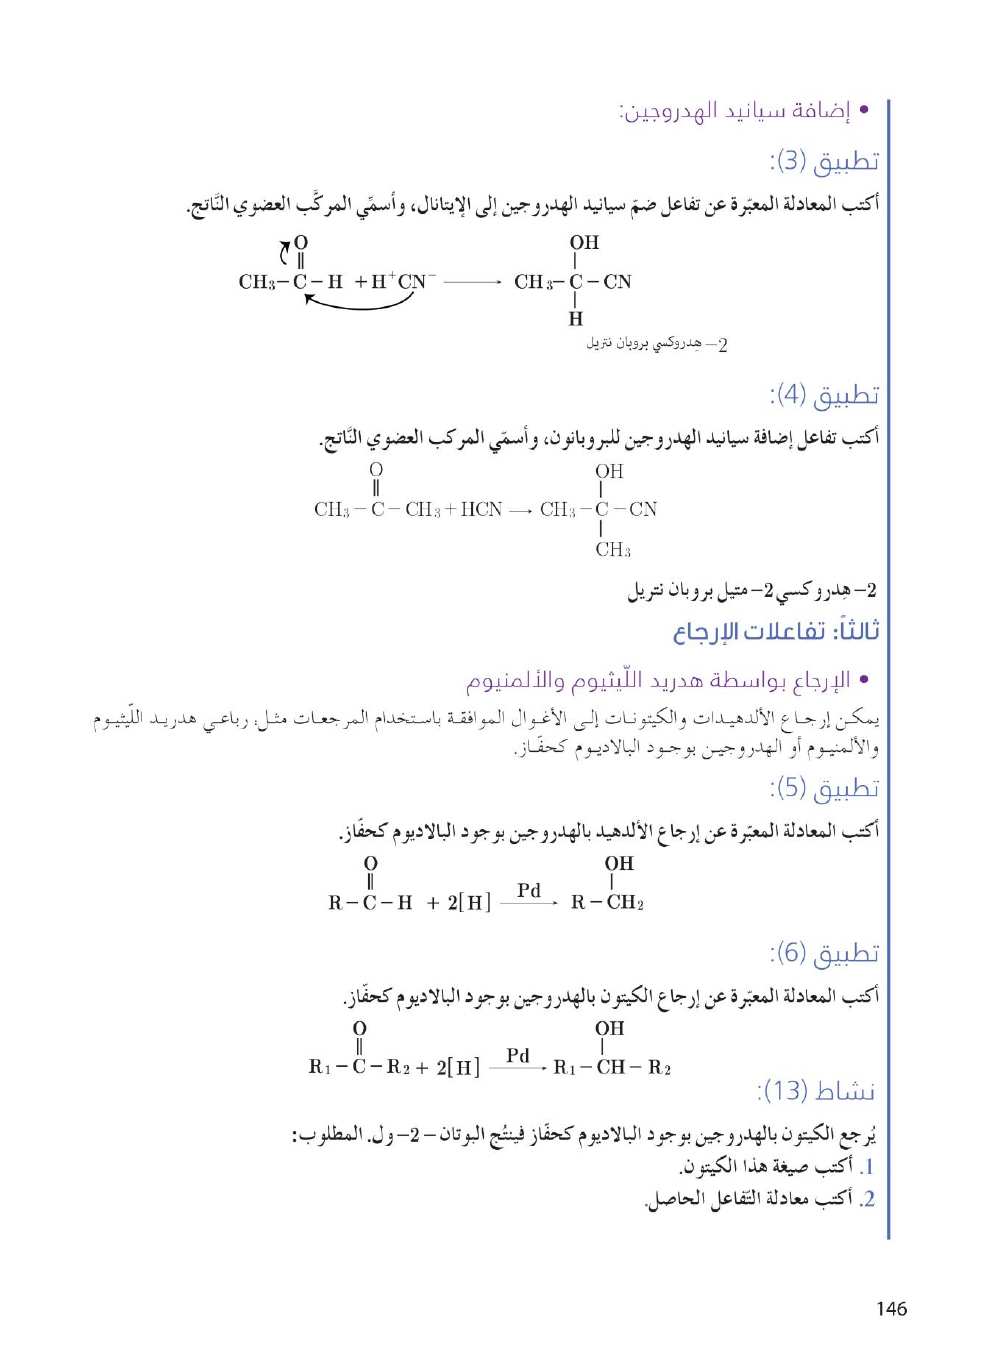 • إضافة سيانيد الهدروجين:
تطبيق (3):
أكتب المعادلة المعبّرة عن تفاعل ضمّ سيانيد الهدروجين إلى الإيتانال، وأسمِّي المركَّب العضوي النَّاتج.
O OH
CH3 – C – H + H+CN− → CH3 – C – CN
H
2– هِدروكسي بروبان نتريل
تطبيق (4):
أكتب تفاعل إضافة سيانيد الهدروجين للبروبانون، وأسمّي المركب العضوي النَّاتج.
O OH
CH3 – C – CH3 + HCN → CH3 – C – CN
CH3
2– هِدروكسي 2– متيل بروبان نتريل
ثالثاً: تفاعلات الإرجاع
• الإرجاع بواسطة هدريد اللّيثيوم والألمنيوم
يمكن إرجاع الألدهيدات والكيتونات إلى الأغوال الموافقة باستخدام المرجعات مثل، رباعي هدريد اللّيثيوم
والألمنيوم أو الهدروجين بوجود البالاديوم كحفّاز.
تطبيق (5):
أكتب المعادلة المعبّرة عن إرجاع الألدهيد بالهدروجين بوجود البالاديوم كحفّاز.
O OH
R – C – H + 2[H] Pd → R – CH2
تطبيق (6):
أكتب المعادلة المعبّرة عن إرجاع الكيتون بالهدروجين بوجود البالاديوم كحفّاز.
O OH
R1 – C – R2 + 2[H] Pd → R1 – CH – R2
نشاط (13):
يُرجع الكيتون بالهدروجين بوجود البالاديوم كحفّاز فينتُج البوتان – 2– ول. المطلوب:
1. أكتب صيغة هذا الكيتون.
2. أكتب معادلة التّفاعل الحاصل.
146